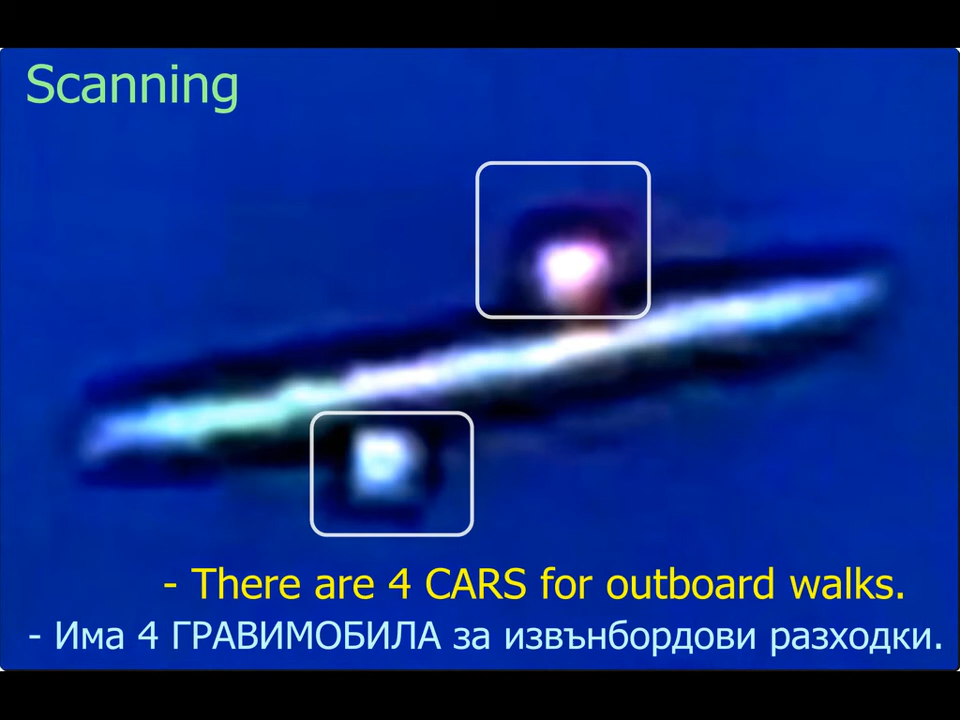 Scanning
- There are 4 CARS for outboard walks.
- Има 4 ГРАВИМОБИЛА за извънбордови разходки.